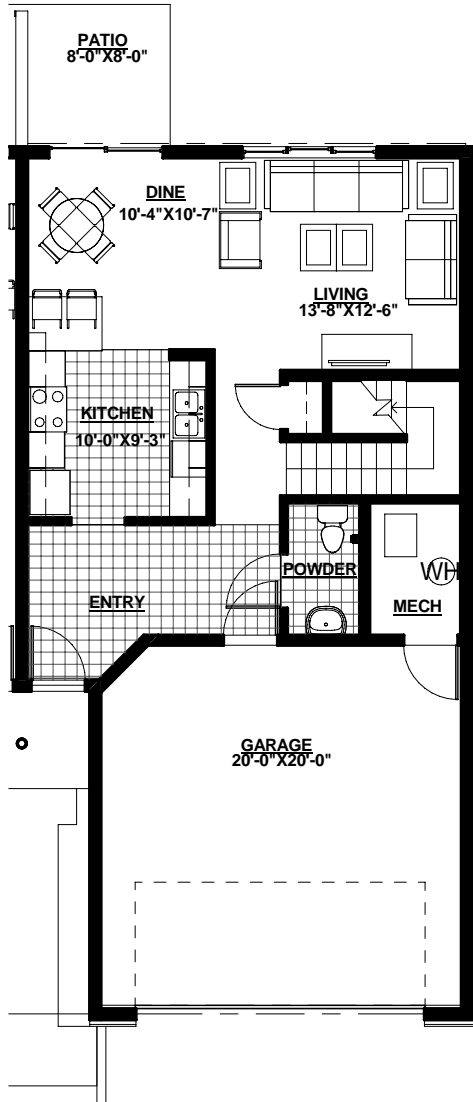 PATIO
8'-0"X8'-0"
DINE
10'-4"X10'-7"
LIVING
13'-8"X12'-6"
KITCHEN
10'-0"X9'-3"
POWDER
WH
ENTRY
MECH
GARAGE
20'-0"X20'-0"